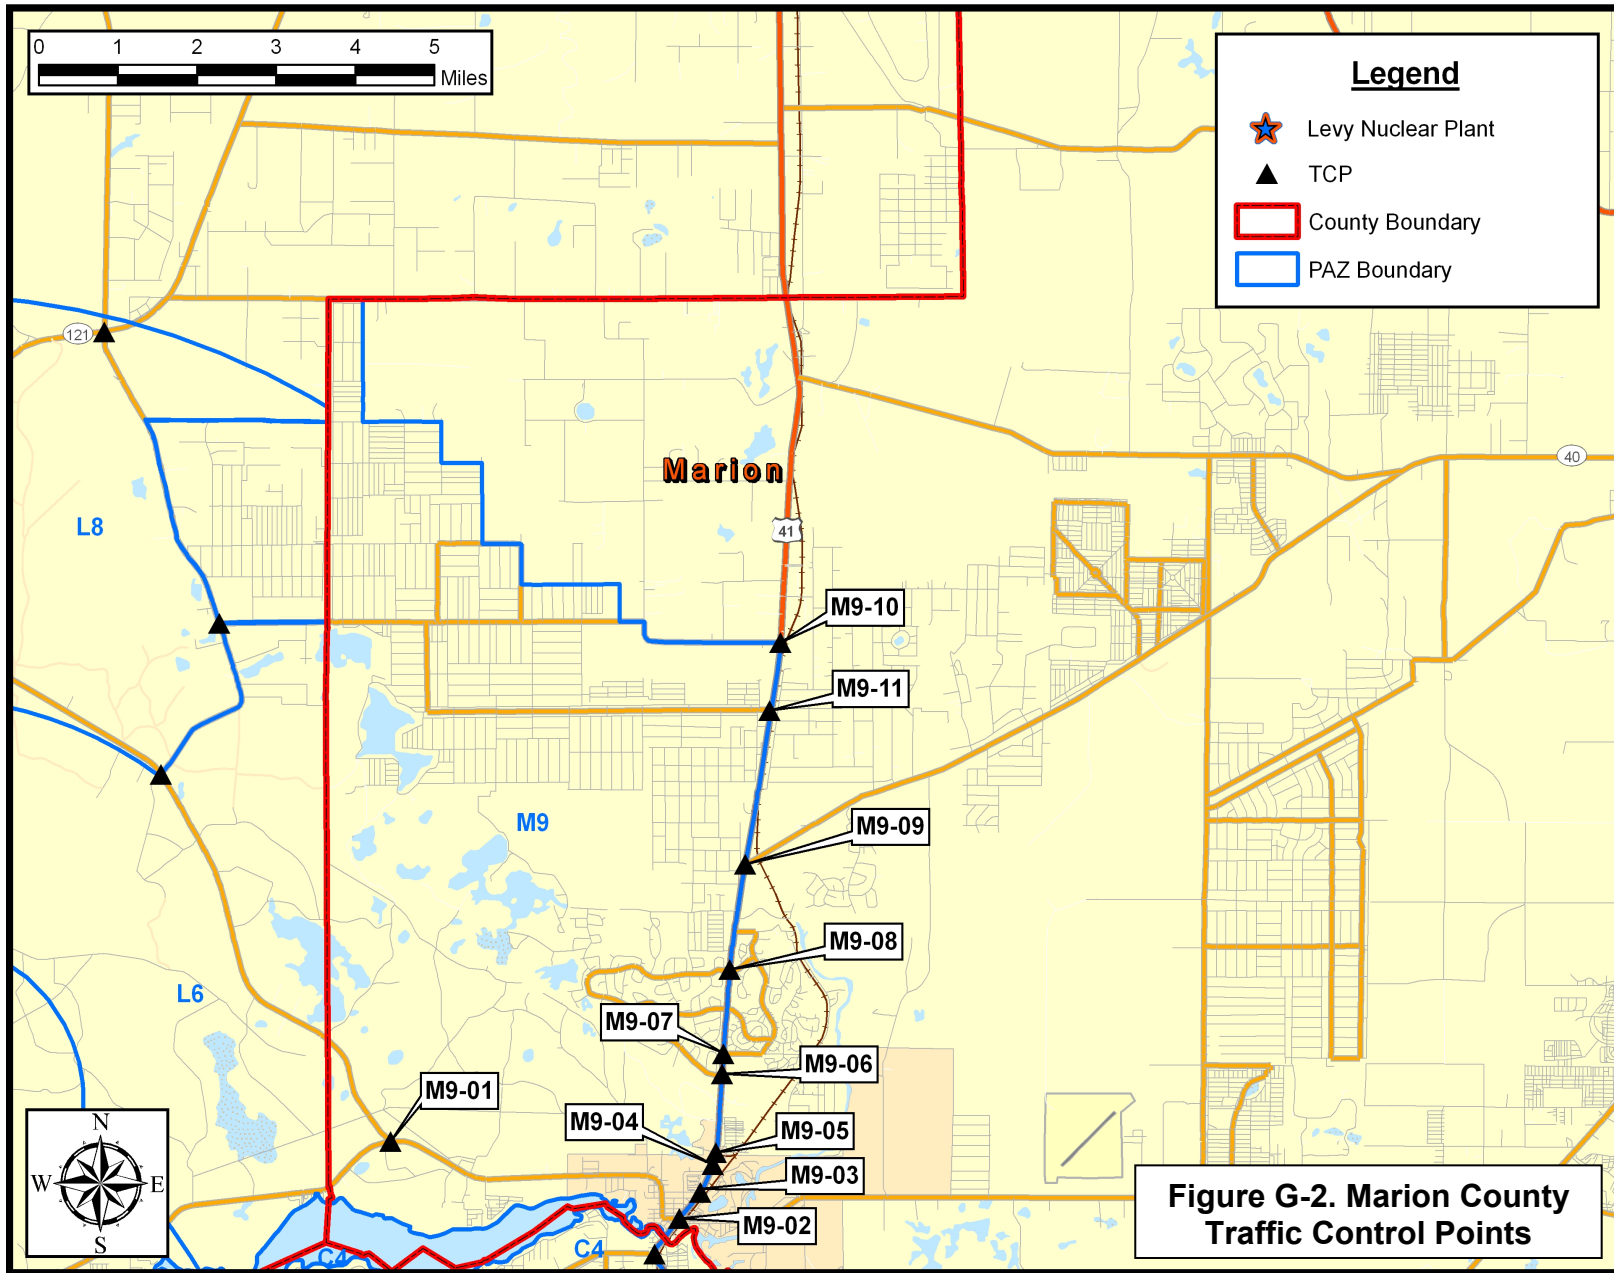 0 1 2 3 4 5
Miles
Legend
Levy Nuclear Plant
TCP
County Boundary
PAZ Boundary
121
40
Marion
L8
41
M9-10
M9-11
M9
M9-09
M9-08
L6
M9-07
M9-06
M9-01
M9-04
M9-05
M9-03
M9-02
N
W E
S
C4
C4
Figure G-2. Marion County
Traffic Control Points